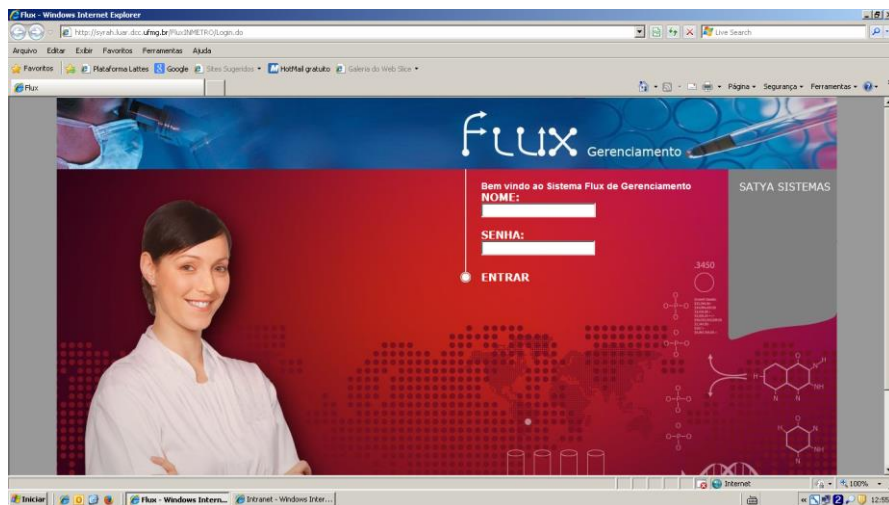 Flux - Windows Internet Explorer
http://syrah.luar.dcc.ufmg.br/FluxINMETRO/Login.do
Live Search
Arquivo Editar Exibir Favoritos Ferramentas Ajuda
Favoritos Plataforma Lattes Google Sites Sugeridos HotMail gratuito Galeria do Web Slice
Flux
Página Segurança Ferramentas
Flux Gerenciamento
Bem vindo ao Sistema Flux de Gerenciamento
SATYA SISTEMAS
NOME:
SENHA:
ENTRAR
.3450
Internet
100%
Iniciar
Flux - Windows Intern...
Intranet - Windows Inter...